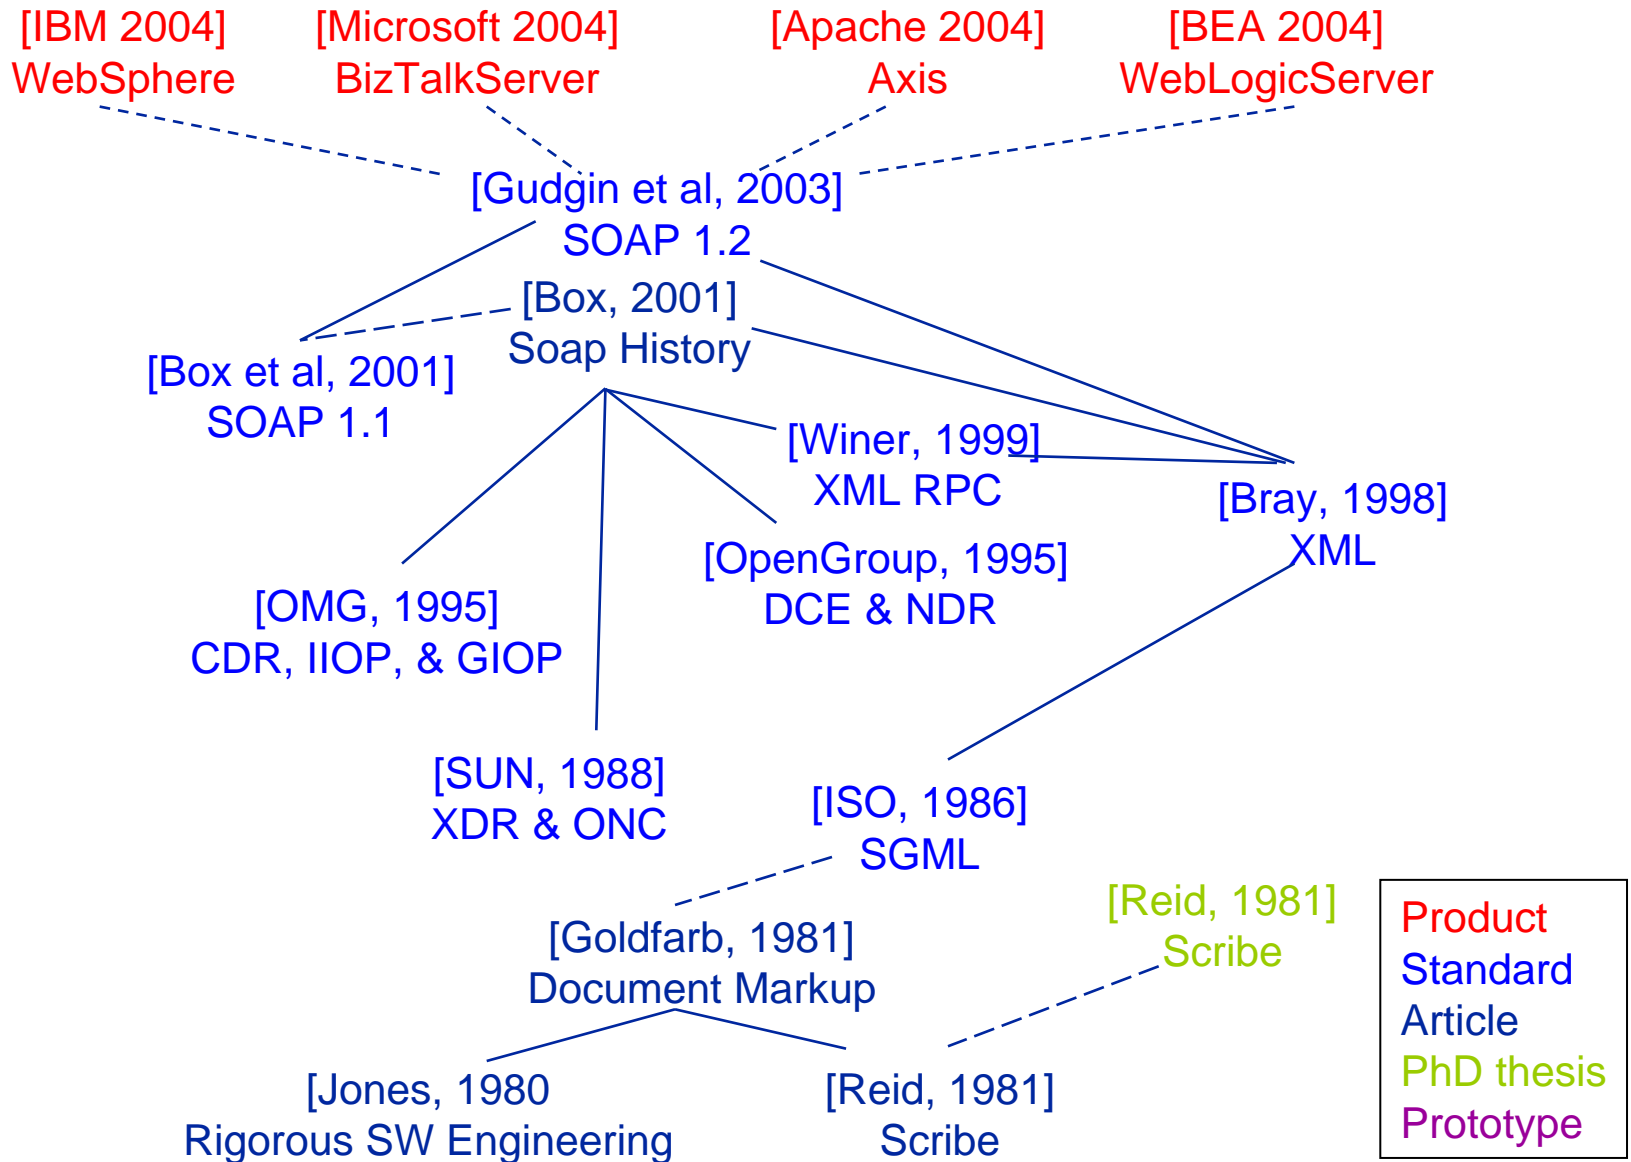 [IBM 2004]
WebSphere
[Microsoft 2004]
BizTalkServer
[Apache 2004]
Axis
[BEA 2004]
WebLogicServer
[Gudgin et al, 2003]
SOAP 1.2
[Box, 2001]
Soap History
[Box et al, 2001]
SOAP 1.1
[Winer, 1999]
XML RPC
[Bray, 1998]
XML
[OpenGroup, 1995]
DCE & NDR
[OMG, 1995]
CDR, IIOP, & GIOP
[SUN, 1988]
XDR & ONC
[ISO, 1986]
SGML
[Reid, 1981]
Scribe
[Goldfarb, 1981]
Document Markup
[Jones, 1980
Rigorous SW Engineering
[Reid, 1981]
Scribe
Product
Standard
Article
PhD thesis
Prototype